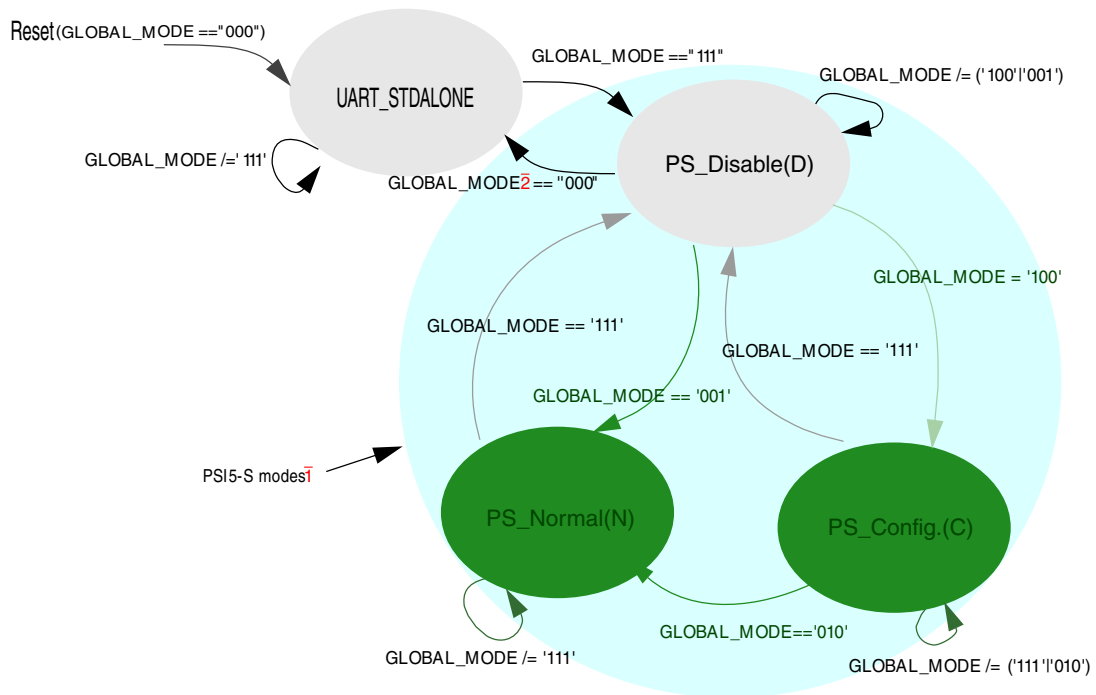 Reset(GLOBAL_MODE =="000")
GLOBAL_MODE =="111"
GLOBAL_MODE /= ('100'|'001')
UART_STDALONE
GLOBAL_MODE /='111'
PS_Disable(D)
GLOBAL_MODE2 == "000"
GLOBAL_MODE = '100'
GLOBAL_MODE == '111'
GLOBAL_MODE == '111'
GLOBAL_MODE == '001'
PSI5-S modes1
PS_Normal(N)
PS_Config.(C)
GLOBAL_MODE=='010'
GLOBAL_MODE /= '111'
GLOBAL_MODE /= ('111'|'010')